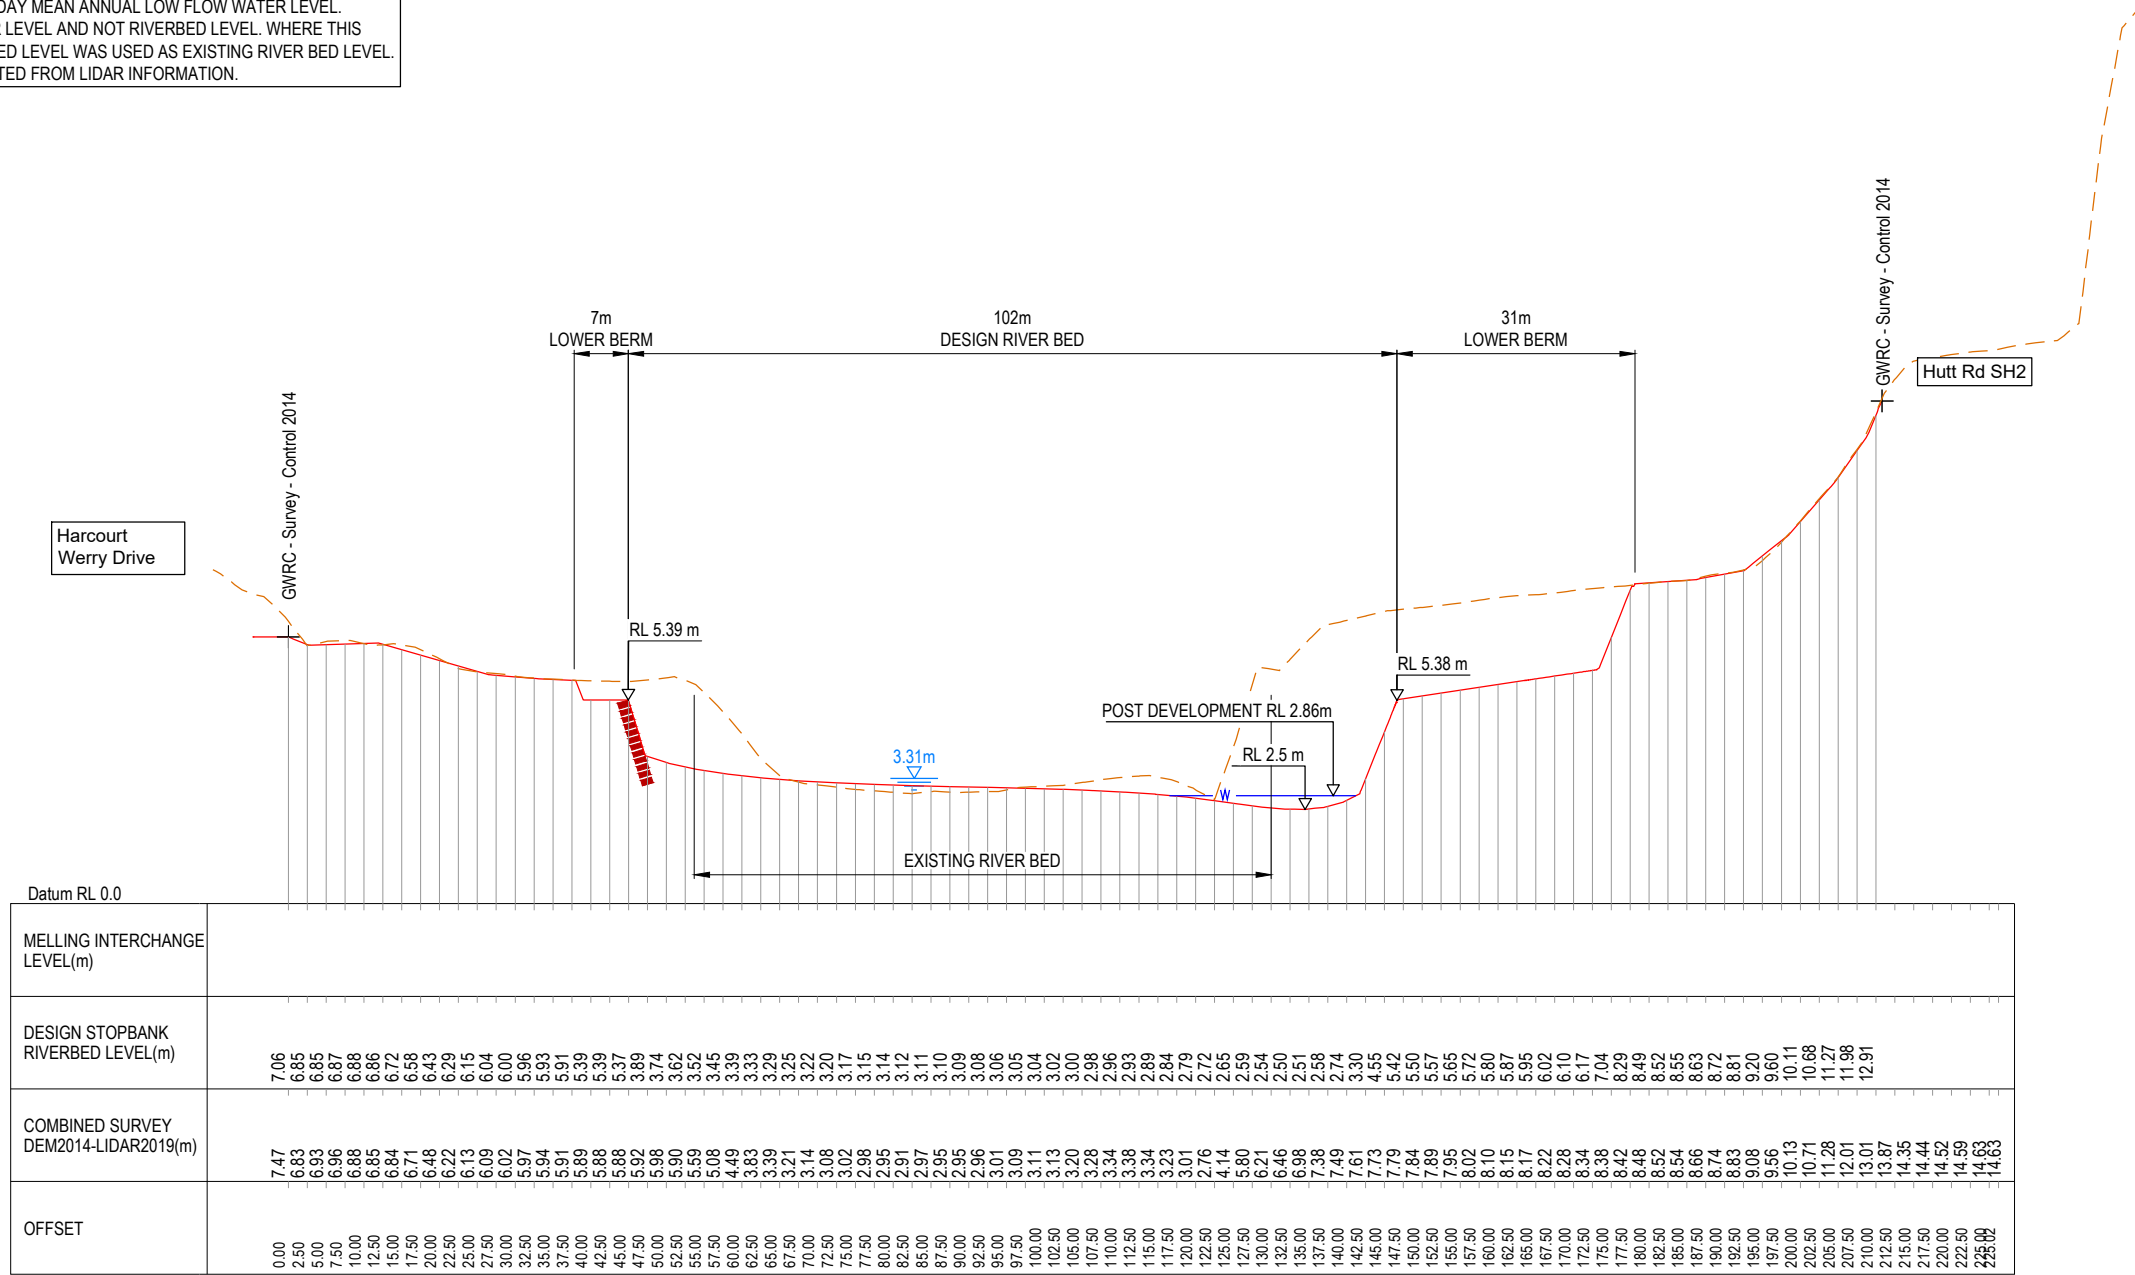 DAY MEAN ANNUAL LOW FLOW WATER LEVEL.
LEVEL AND NOT RIVERBED LEVEL. WHERE THIS
ED LEVEL WAS USED AS EXISTING RIVER BED LEVEL.
TED FROM LIDAR INFORMATION.
GWRC - Survey - Control 2014
7m
LOWER BERM
102m
DESIGN RIVER BED
31m
LOWER BERM
Hutt Rd SH2
GWRC - Survey - Control 2014
Harcourt
Werry Drive
RL 5.39 m
RL 5.38 m
POST DEVELOPMENT RL 2.86m
RL 2.5 m
3.31m
W
EXISTING RIVER BED
Datum RL 0.0
MELLING INTERCHANGE
LEVEL(m)
DESIGN STOPBANK
RIVERBED LEVEL(m)
7.06 6.85 6.85 6.87 6.88 6.86 6.72 6.58 6.43 6.29 6.15 6.04 6.00 5.96 5.93 5.91 5.39 5.39 5.37 3.89 3.74 3.62 3.52 3.45 3.39 3.33 3.29 3.25 3.22 3.20 3.17 3.15 3.14 3.12 3.11 3.10 3.09 3.08 3.06 3.05 3.04 3.02 3.00 2.98 2.96 2.93 2.89 2.84 2.79 2.72 2.65 2.59 2.54 2.50 2.51 2.58 2.74 3.30 4.55 5.42 5.50 5.57 5.65 5.72 5.80 5.87 5.95 6.02 6.10 6.17 7.04 8.29 8.49 8.52 8.55 8.63 8.72 8.81 9.20 9.60 10.11 10.68 11.27 11.98 12.91
COMBINED SURVEY
DEM2014-LIDAR2019(m)
7.47 6.83 6.93 6.96 6.88 6.85 6.84 6.71 6.48 6.22 6.13 6.09 6.02 5.97 5.94 5.91 5.89 5.88 5.88 5.92 5.98 5.90 5.59 5.08 4.49 3.83 3.39 3.21 3.14 3.08 3.02 2.98 2.95 2.91 2.97 2.95 2.95 2.96 3.01 3.09 3.11 3.13 3.20 3.28 3.34 3.38 3.34 3.23 3.01 2.76 4.14 5.80 6.21 6.46 6.98 7.38 7.49 7.61 7.73 7.79 7.84 7.89 7.95 8.02 8.10 8.15 8.17 8.22 8.28 8.34 8.38 8.42 8.48 8.52 8.54 8.66 8.74 8.83 9.08 9.56 10.13 10.71 11.28 12.01 13.01 13.87 14.35 14.44 14.52 14.59 14.63 14.63
OFFSET
0.00 2.50 5.00 7.50 10.00 12.50 15.00 17.50 20.00 22.50 25.00 27.50 30.00 32.50 35.00 37.50 40.00 42.50 45.00 47.50 50.00 52.50 55.00 57.50 60.00 62.50 65.00 67.50 70.00 72.50 75.00 77.50 80.00 82.50 85.00 87.50 90.00 92.50 95.00 97.50 100.00 102.50 105.00 107.50 110.00 112.50 115.00 117.50 120.00 122.50 125.00 127.50 130.00 132.50 135.00 137.50 140.00 142.50 145.00 147.50 150.00 152.50 155.00 157.50 160.00 162.50 165.00 167.50 170.00 172.50 175.00 177.50 180.00 182.50 185.00 187.50 190.00 192.50 195.00 197.50 200.00 202.50 205.00 207.50 210.00 212.50 215.00 217.50 220.00 222.50 225.00 225.02